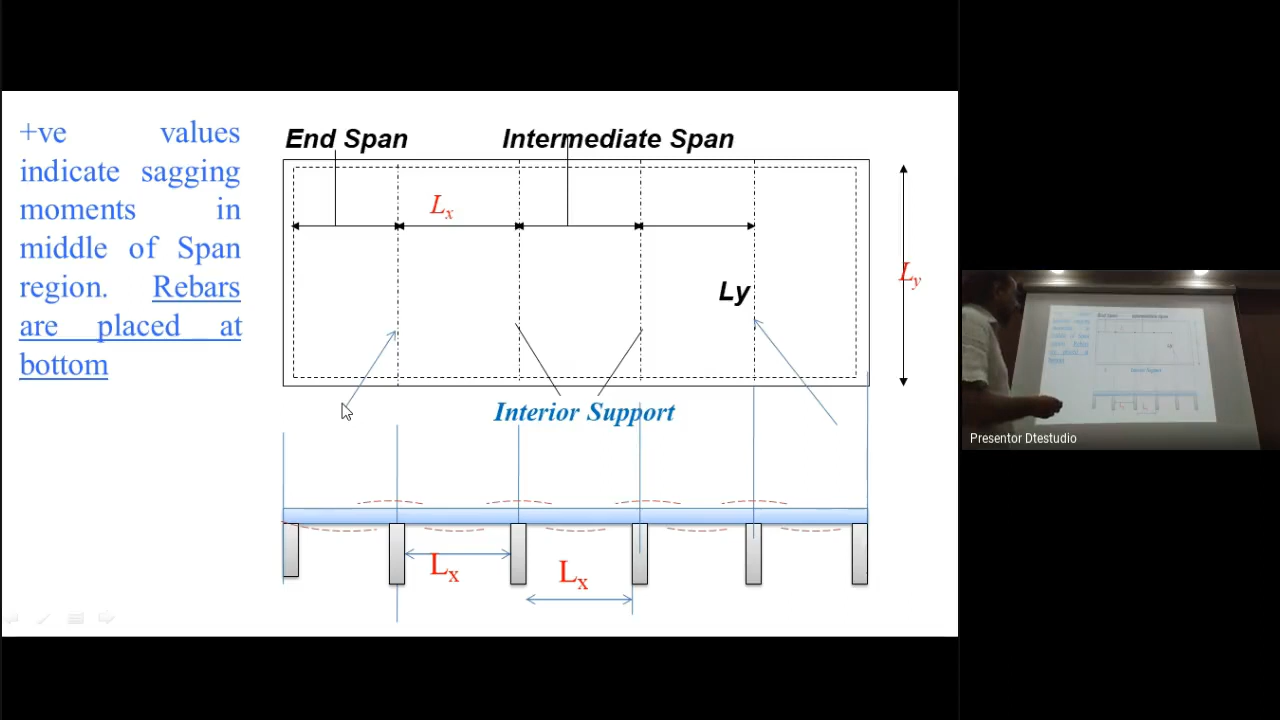 +ve values
indicate sagging
moments in
middle of Span
region. Rebars
are placed at
bottom
End Span
Intermediate Span
Lx
Ly
Ly
Interior Support
Lx
Lx
Presentor Dtestudio